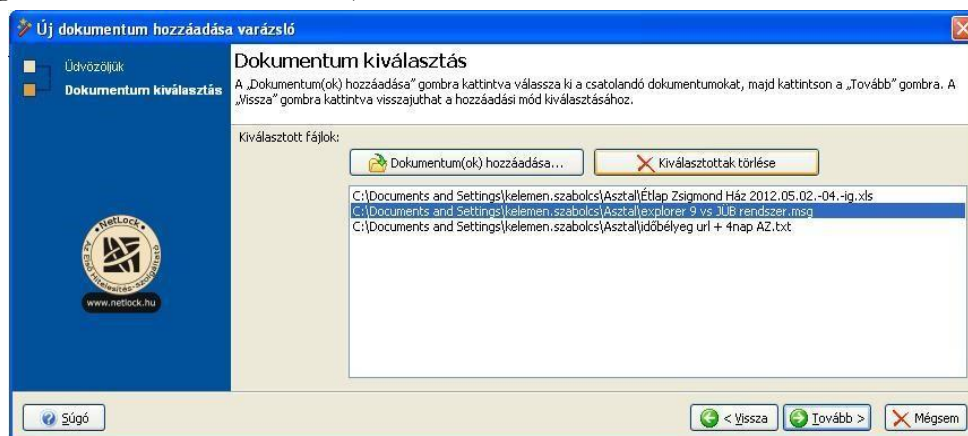 Új dokumentum hozzáadása varázsló
Üdvözöljük
Dokumentum kiválasztás
Dokumentum kiválasztás
A „Dokumentum(ok) hozzáadása” gombra kattintva válassza ki a csatolandó dokumentumokat, majd kattintson a „Tovább” gombra. A
„Vissza” gombra kattintva visszajuthat a hozzáadási mód kiválasztásához.
Kiválasztott fájlok:
Dokumentum(ok) hozzáadása...
Kiválasztottak törlése
C:\Documents and Settings\kelemen.szabolcs\Asztal\Étlap Zsigmond Ház 2012.05.02.-04.-ig.xls
C:\Documents and Settings\kelemen.szabolcs\Asztal\explorer 9 vs JÜB rendszer.msg
C:\Documents and Settings\kelemen.szabolcs\Asztal\időbélyeg url + 4nap AZ.txt
NetLock
Az Első Hitelesítés-szolgáltató
www.netlock.hu
Súgó
< Vissza
Tovább >
Mégsem